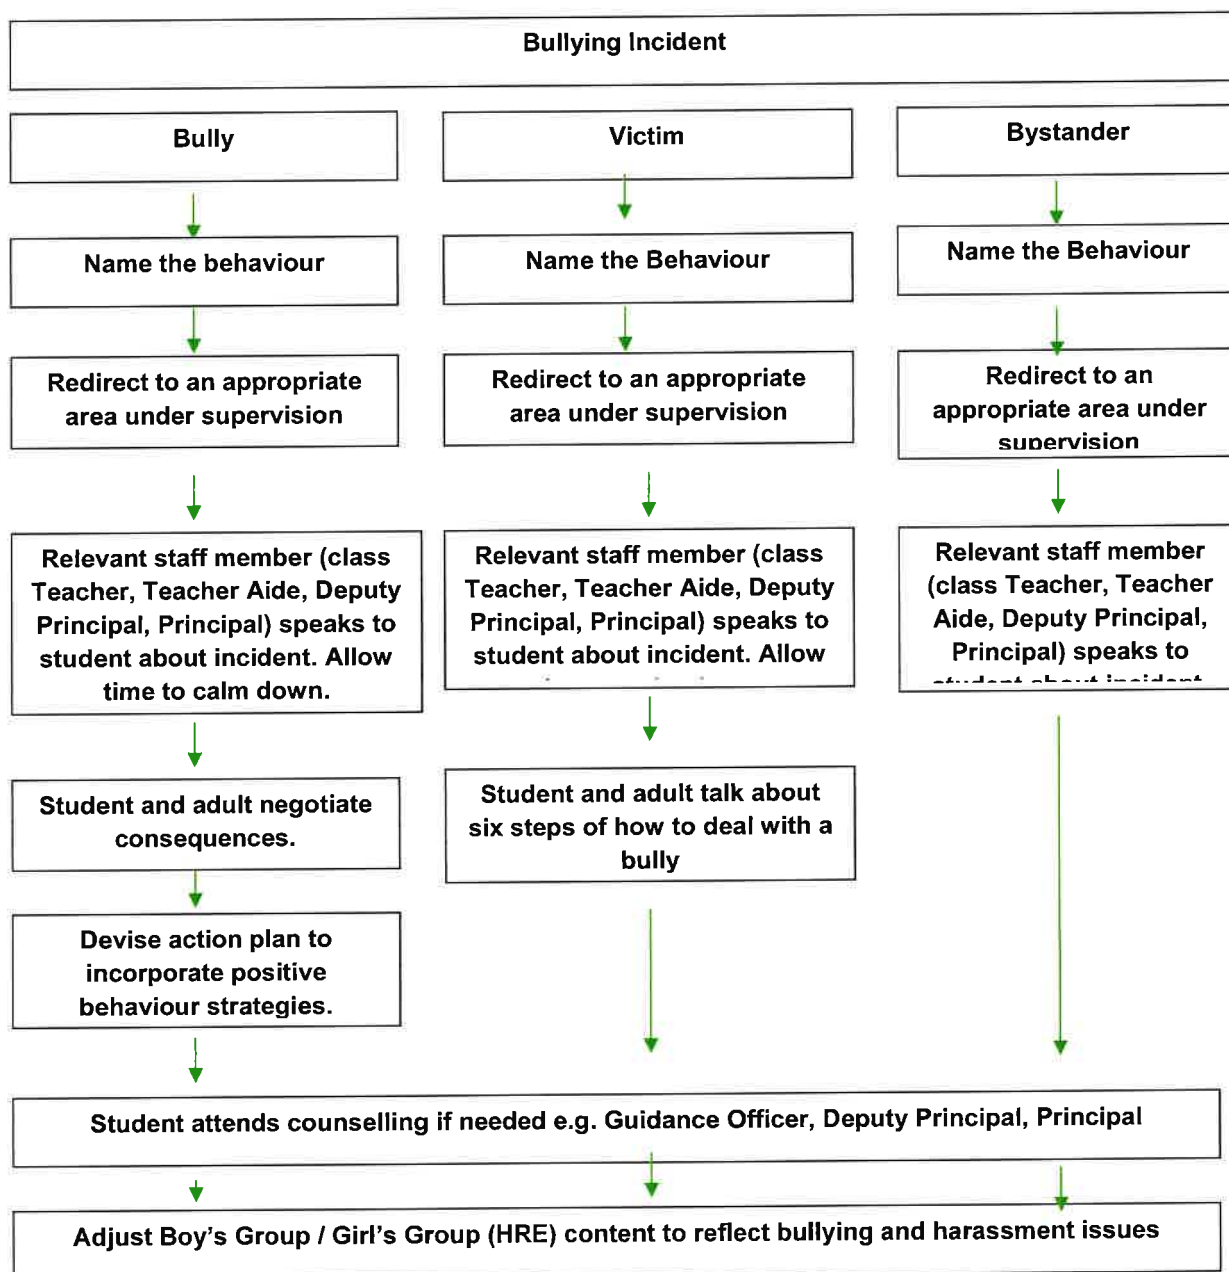 Bullying Incident
Bully
Victim
Bystander
Name the behaviour
Name the Behaviour
Name the Behaviour
Redirect to an appropriate
area under supervision
Redirect to an appropriate
area under supervision
Redirect to an
appropriate area under
supervision
Relevant staff member (class
Teacher, Teacher Aide, Deputy
Principal, Principal) speaks to
student about incident. Allow
time to calm down.
Relevant staff member (class
Teacher, Teacher Aide, Deputy
Principal, Principal) speaks to
student about incident. Allow
Relevant staff member
(class Teacher, Teacher
Aide, Deputy Principal,
Principal) speaks to
student about incident.
Student and adult negotiate
consequences.
Student and adult talk about
six steps of how to deal with a
bully
Devise action plan to
incorporate positive
behaviour strategies.
Student attends counselling if needed e.g. Guidance Officer, Deputy Principal, Principal
Adjust Boy's Group / Girl's Group (HRE) content to reflect bullying and harassment issues